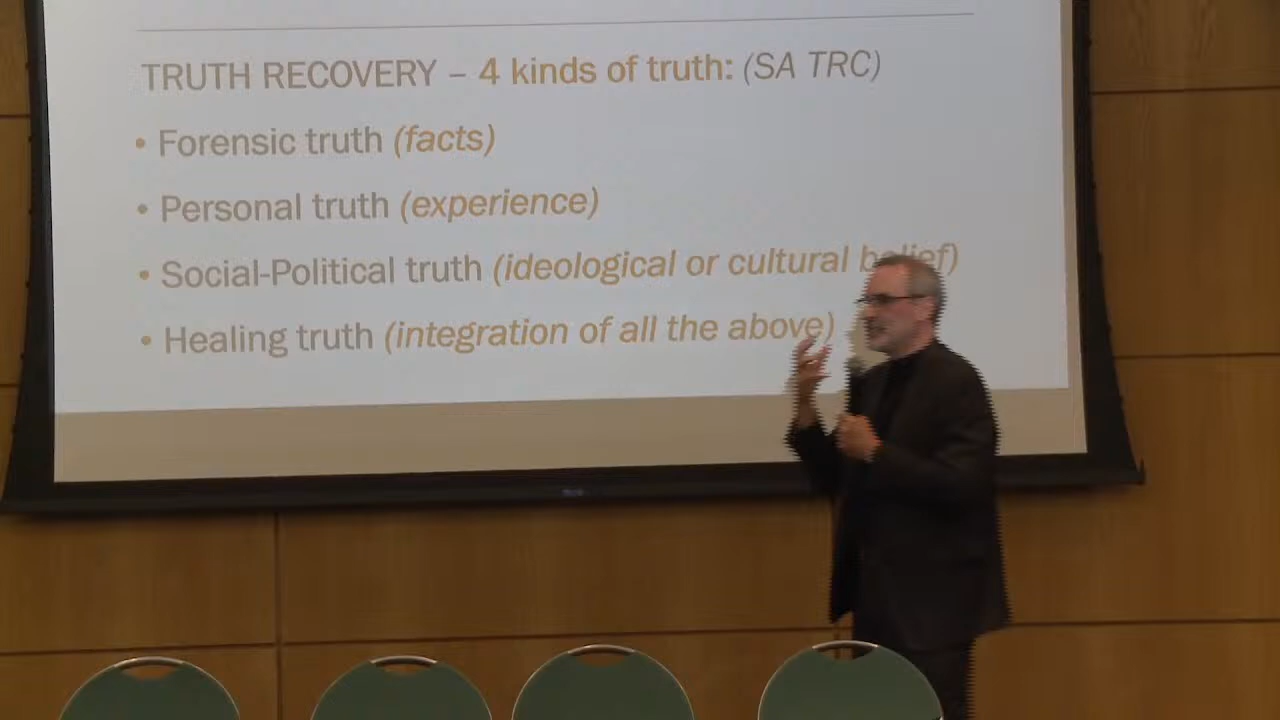 TRUTH RECOVERY – 4 kinds of truth: (SA TRC)
• Forensic truth (facts)
• Personal truth (experience)
• Social-Political truth (ideological or cultural belief)
• Healing truth (integration of all the above)